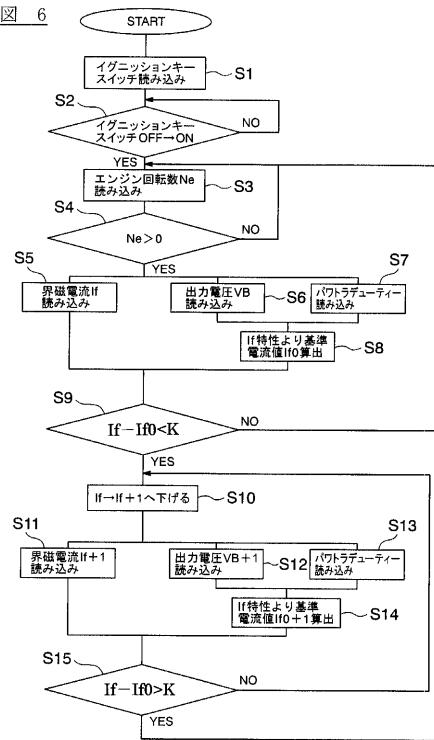 図 6
START
イグニッションキー
スイッチ読み込み
S1
S2
イグニッションキー
スイッチOFF→ON
NO
YES
エンジン回転数Ne
読み込み
S3
S4
Ne＞0
NO
YES
S5
界磁電流If
読み込み
出力電圧VB
読み込み
S6
S7
パワトラデューティー
読み込み
If特性より基準
電流値If0算出
S8
S9
If－If0<K
NO
YES
If→If＋1へ下げる
S10
S11
界磁電流If＋1
読み込み
出力電圧VB＋1
読み込み
S12
S13
パワトラデューティー
読み込み
If特性より基準
電流値If0＋1算出
S14
S15
If－If0>K
NO
YES